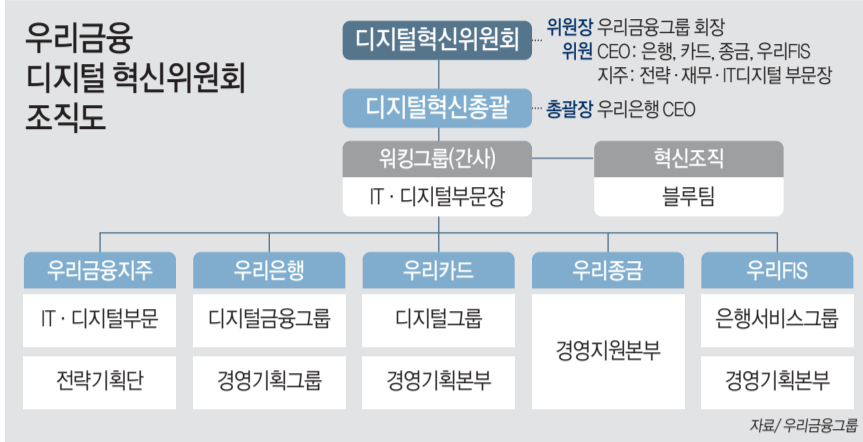 우리금융
디지털 혁신위원회
조직도
디지털혁신위원회
위원장 우리금융그룹 회장
위원 CEO: 은행, 카드, 종금, 우리FIS
지주: 전략·재무·IT디지털 부문장
디지털혁신총괄
총괄장 우리은행 CEO
워킹그룹(간사)
IT·디지털부문장
혁신조직
블루팀
우리금융지주
IT·디지털부문
전략기획단
우리은행
디지털금융그룹
경영기획그룹
우리카드
디지털그룹
경영기획본부
우리종금
경영지원본부
우리FIS
은행서비스그룹
경영기획본부
자료/우리금융그룹